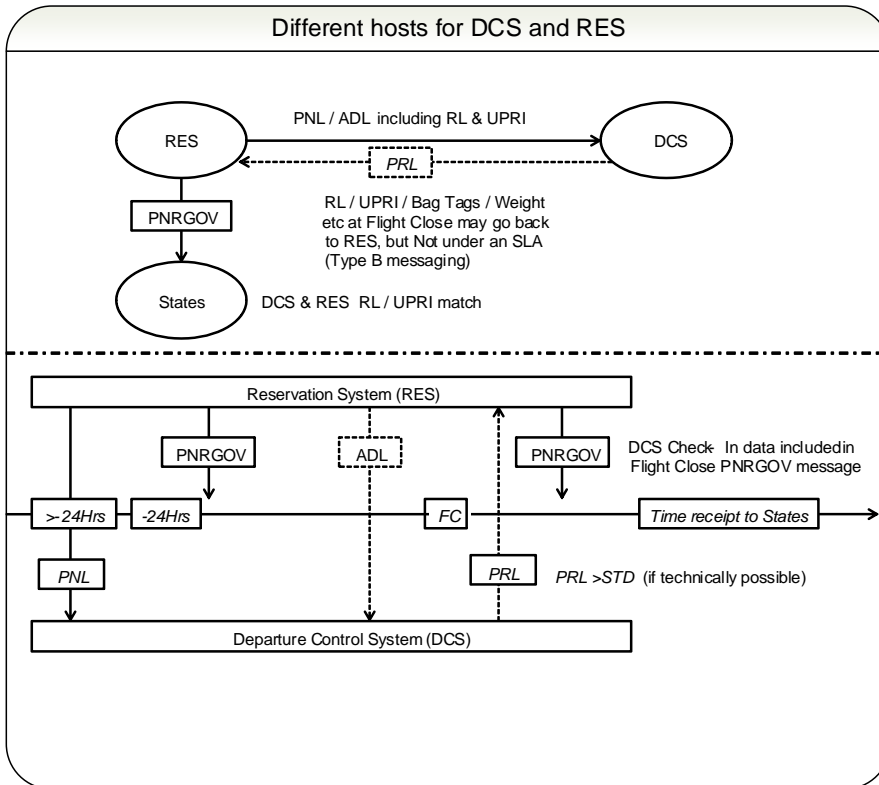 Different hosts for DCS and RES
PNL / ADL including RL & UPRI
RES
DCS
PRL
PNRGOV
RL / UPRI / Bag Tags / Weight
etc at Flight Close may go back
to RES, but Not under an SLA
(Type B messaging)
States
DCS & RES RL / UPRI match
Reservation System (RES)
PNRGOV
ADL
PNRGOV
DCS Check- In data included in
Flight Close PNRGOV message
>-24Hrs
-24Hrs
FC
Time receipt to States
PNL
PRL
PRL >STD (if technically possible)
Departure Control System (DCS)